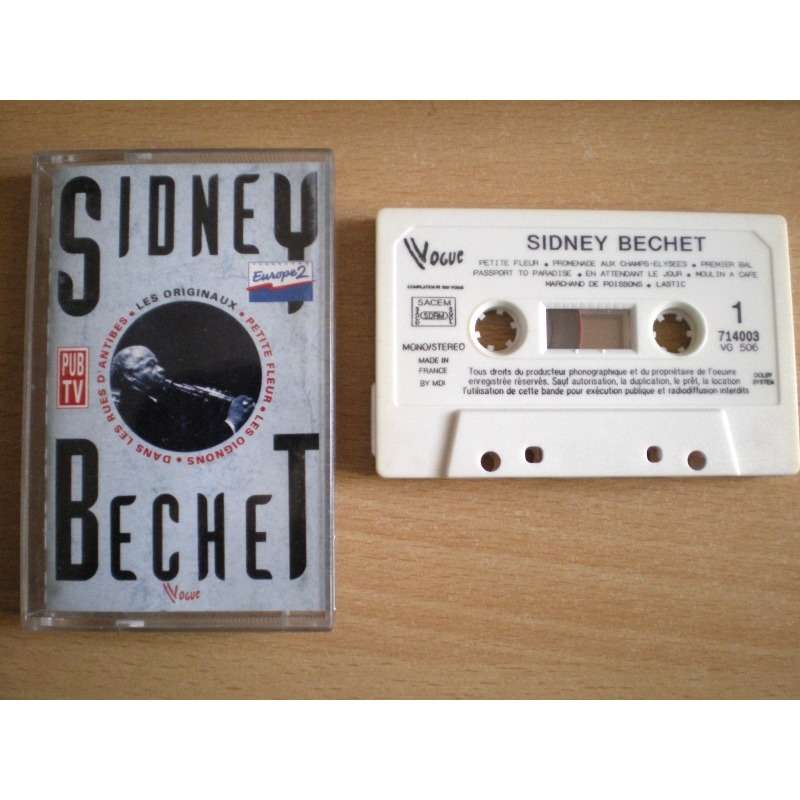 SIDNEY
Europe 2
LES ORIGINAUX • PETITE FLEUR • LES OIGNONS • DANS LES RUES D'ANTIBES •
PUB
TV
BECHET
VOGUE
VOGUE
SIDNEY BECHET
PETITE FLEUR • PROMENADE AUX CHAMPS-ELYSEES • PREMIER BAL
PASSPORT TO PARADISE • EN ATTENDANT LE JOUR • MOULIN A CAFE
MARCHAND DE POISSONS • LASTIC
SACEM
SDRM
1
714003
VG 506
MONO/STEREO
MADE IN
FRANCE
BY MDI
Tous droits du producteur phonographique et du propriétaire de l'oeuvre
enregistrée réservés. Sauf autorisation, la duplication, le prêt, la location
l'utilisation de cette bande pour exécution publique et radiodiffusion interdits
DOLBY
SYSTEM